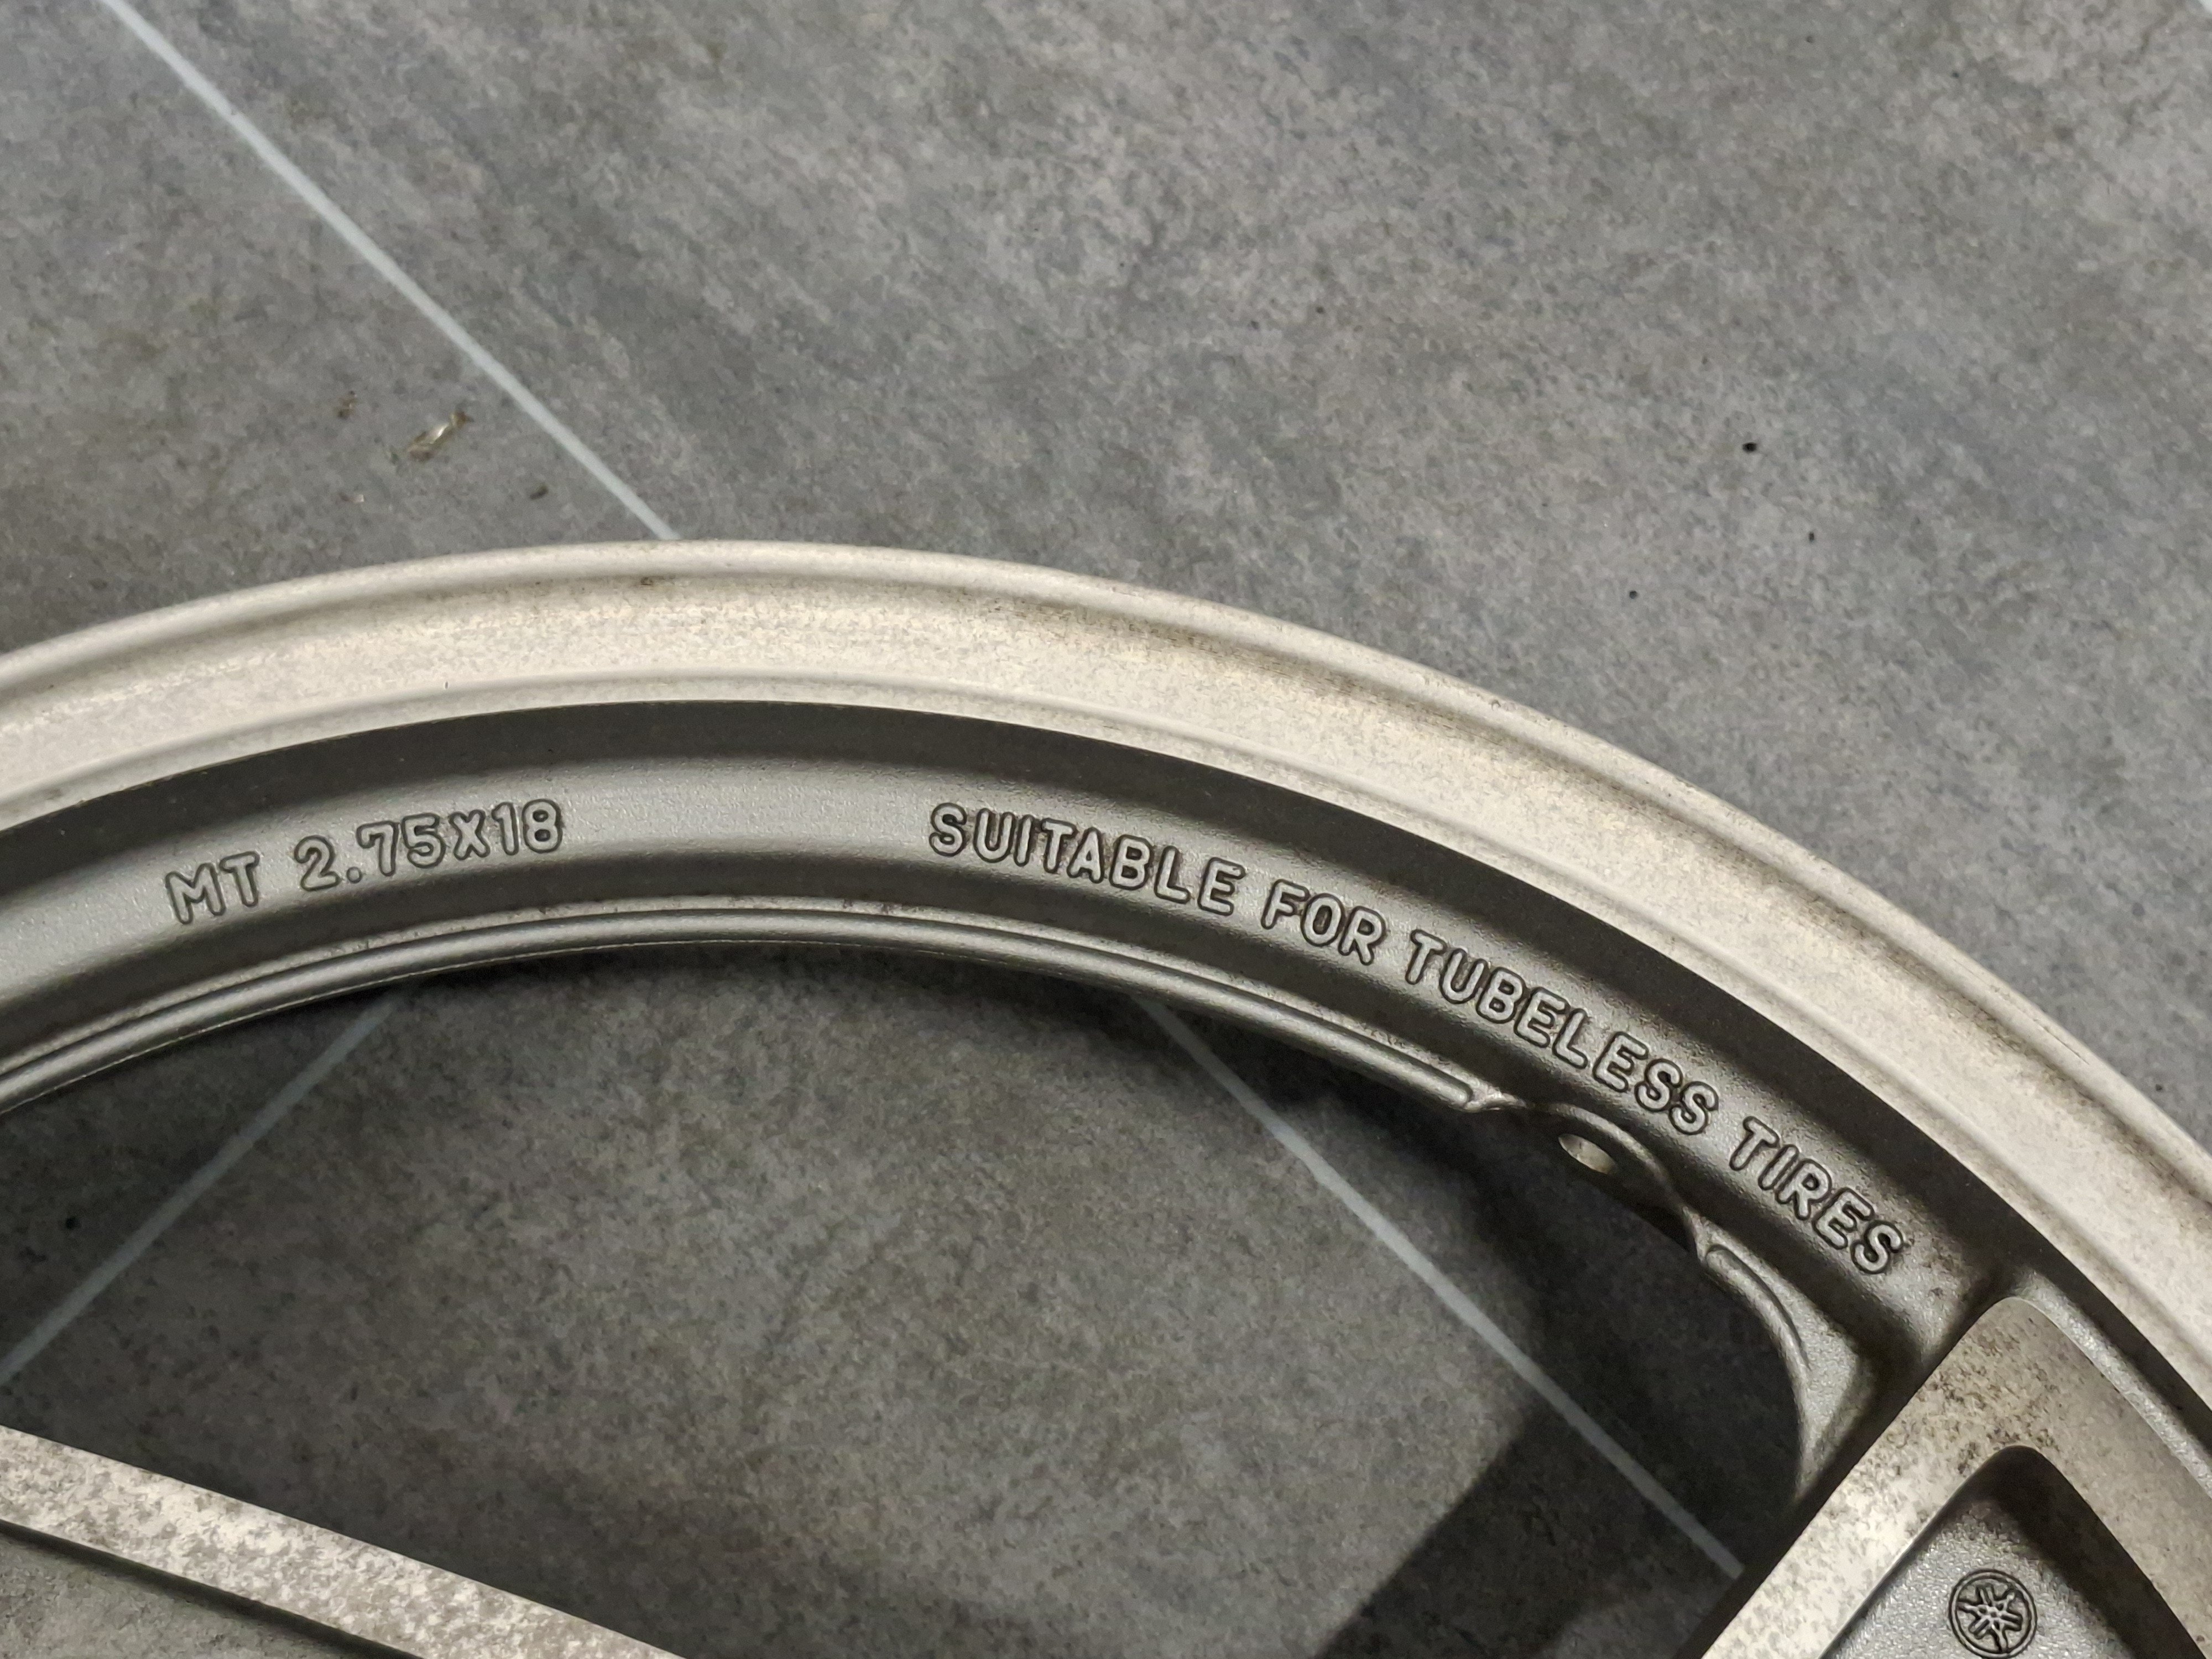 MT 2.75X18
SUITABLE FOR TUBELESS TIRES